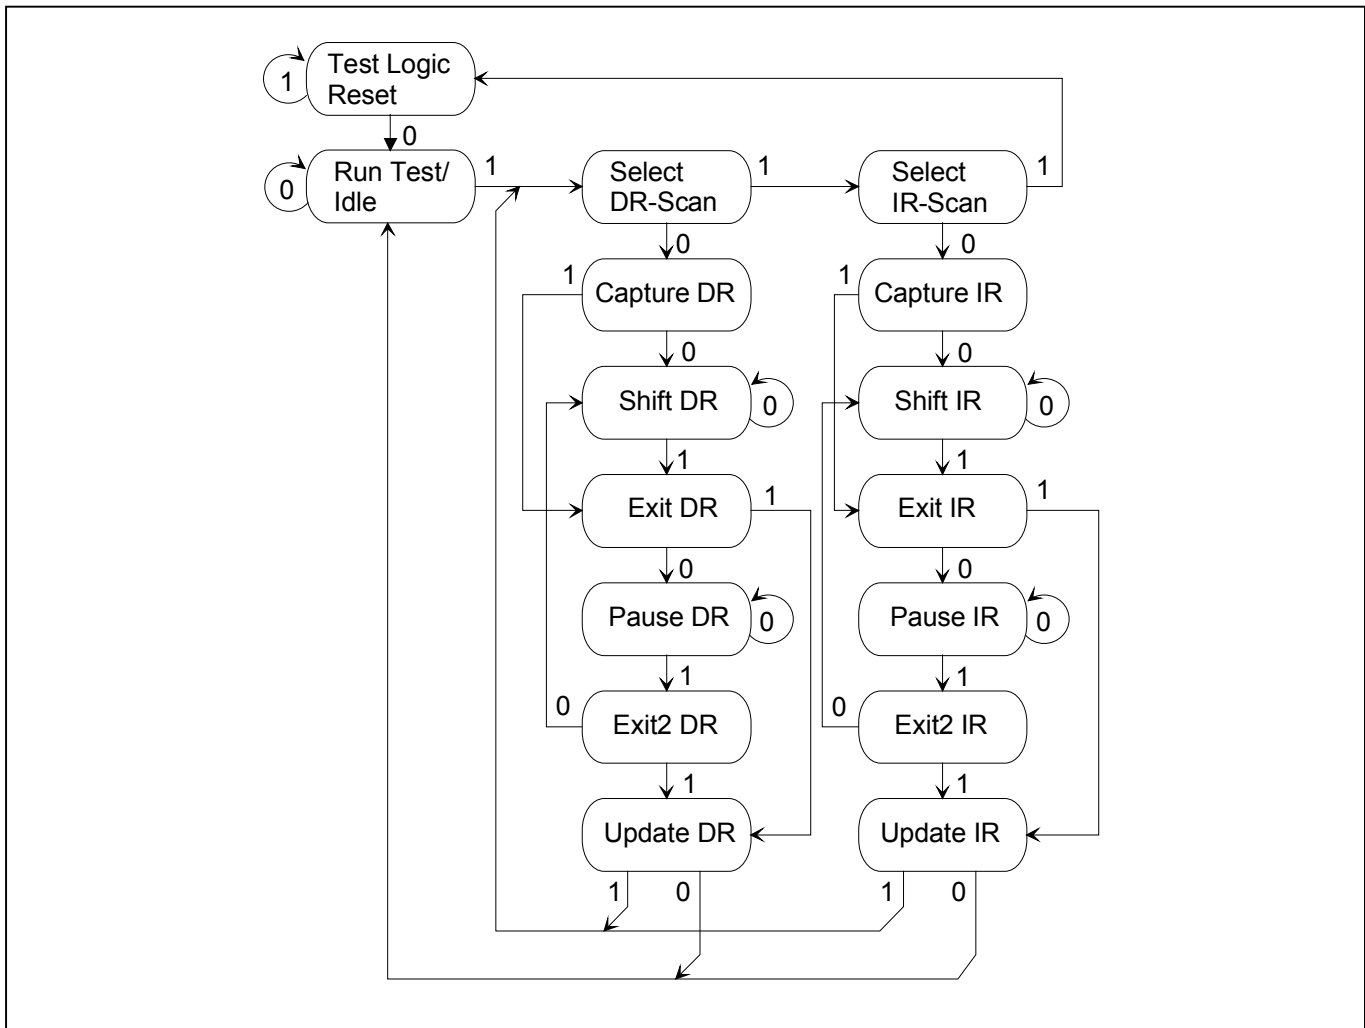 Test Logic
Reset
1
0
Run Test/
Idle
0
1
Select
DR-Scan
1
Select
IR-Scan
1
0
0
1
Capture DR
1
Capture IR
0
0
Shift DR
0
Shift IR
0
1
1
Exit DR
1
Exit IR
1
0
0
Pause DR
0
Pause IR
0
1
1
0
Exit2 DR
0
Exit2 IR
1
1
Update DR
Update IR
1
0
1
0